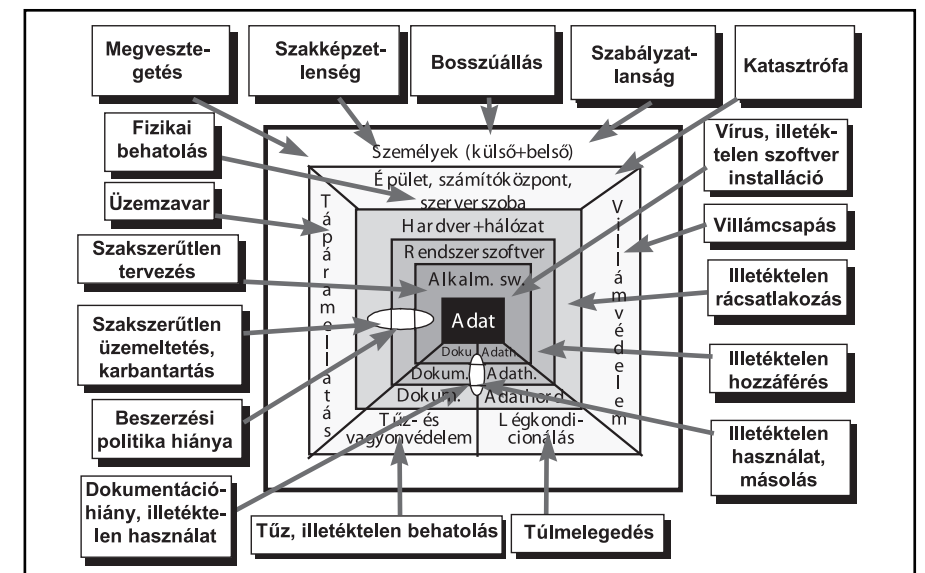 Megveszte-
getés
Szakképzet-
lenség
Bosszúállás
Szabályzat-
lanság
Katasztrófa
Fizikai
behatolás
Személyek (külső+belső)
Vírus, illeték-
telen szoftver
installáció
Épület, számítóközpont,
szerverszoba
Üzemzavar
Tápáramellátás
Hardver+hálózat
Villámvédelem
Villámcsapás
Szakszerűtlen
tervezés
Rendszerszoftver
Alkalm. sw.
Illetéktelen
rácsatlakozás
Szakszerűtlen
üzemeltetés,
karbantartás
Adat
Doku.
Adath.
Dokum.
Adath.
Dokum.
Adathord.
Illetéktelen
hozzáférés
Beszerzési
politika hiánya
Tűz- és
vagyonvédelem
Légkondi-
cionálás
Illetéktelen
használat,
másolás
Dokumentáció-
hiány, illeték-
telen használat
Tűz, illetéktelen behatolás
Túlmelegedés